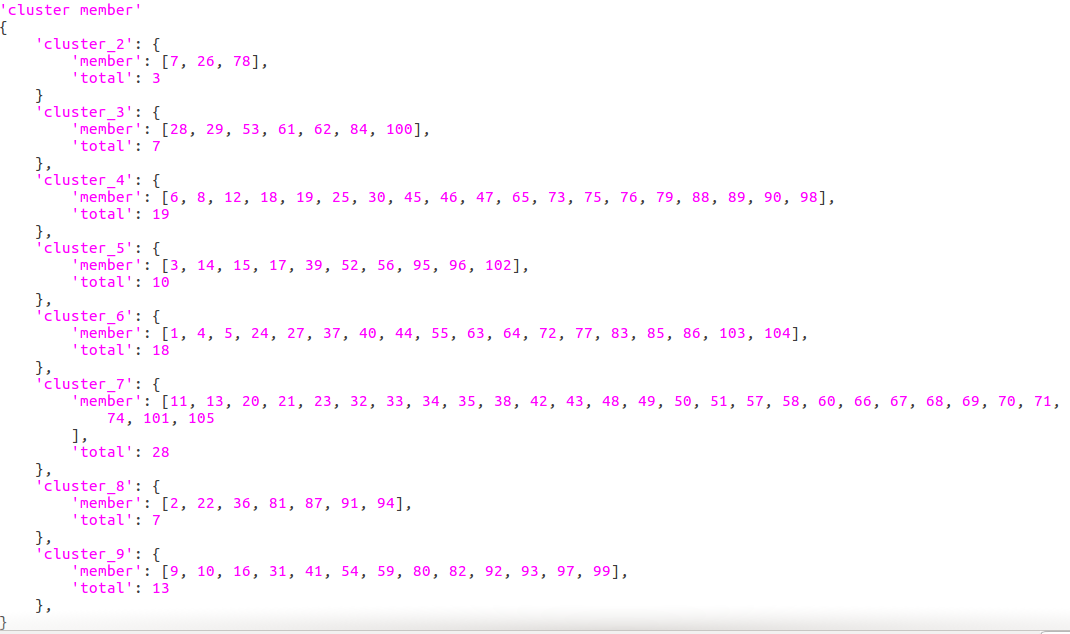 'cluster member'
{
    'cluster_2': {
        'member': [7, 26, 78],
        'total': 3
    }
    'cluster_3': {
        'member': [28, 29, 53, 61, 62, 84, 100],
        'total': 7
    },
    'cluster_4': {
        'member': [6, 8, 12, 18, 19, 25, 30, 45, 46, 47, 65, 73, 75, 76, 79, 88, 89, 90, 98],
        'total': 19
    },
    'cluster_5': {
        'member': [3, 14, 15, 17, 39, 52, 56, 95, 96, 102],
        'total': 10
    },
    'cluster_6': {
        'member': [1, 4, 5, 24, 27, 37, 40, 44, 55, 63, 64, 72, 77, 83, 85, 86, 103, 104],
        'total': 18
    },
    'cluster_7': {
        'member': [11, 13, 20, 21, 23, 32, 33, 34, 35, 38, 42, 43, 48, 49, 50, 51, 57, 58, 60, 66, 67, 68, 69, 70, 71,
            74, 101, 105
        ],
        'total': 28
    },
    'cluster_8': {
        'member': [2, 22, 36, 81, 87, 91, 94],
        'total': 7
    },
    'cluster_9': {
        'member': [9, 10, 16, 31, 41, 54, 59, 80, 82, 92, 93, 97, 99],
        'total': 13
    },
}